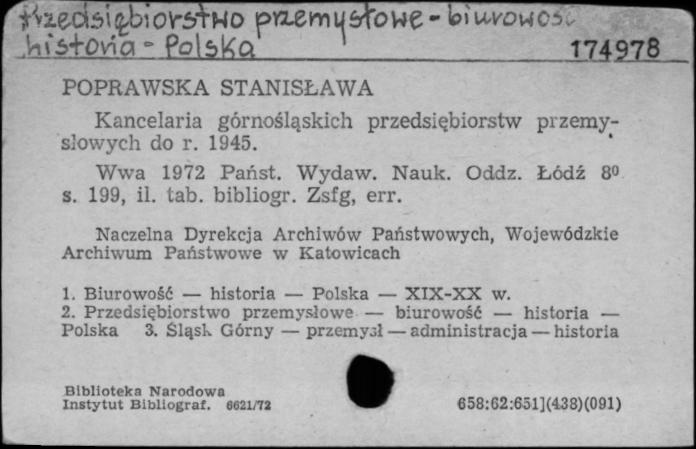 Przedsiębiorstwo przemysłowe - biurowość
historia - Polska
174978
POPRAWSKA STANISŁAWA
Kancelaria górnośląskich przedsiębiorstw przemy-
słowych do r. 1945.
Wwa 1972 Państ. Wydaw. Nauk. Oddz. Łódź 8⁰
s. 199, il. tab. bibliogr. Zsfg, err.
Naczelna Dyrekcja Archiwów Państwowych, Wojewódzkie
Archiwum Państwowe w Katowicach
1. Biurowość — historia — Polska — XIX-XX w.
2. Przedsiębiorstwo przemysłowe — biurowość — historia —
Polska 3. Śląsk Górny — przemysł — administracja — historia
Biblioteka Narodowa
Instytut Bibliograf. 6621/72
658:62:651](438)(091)